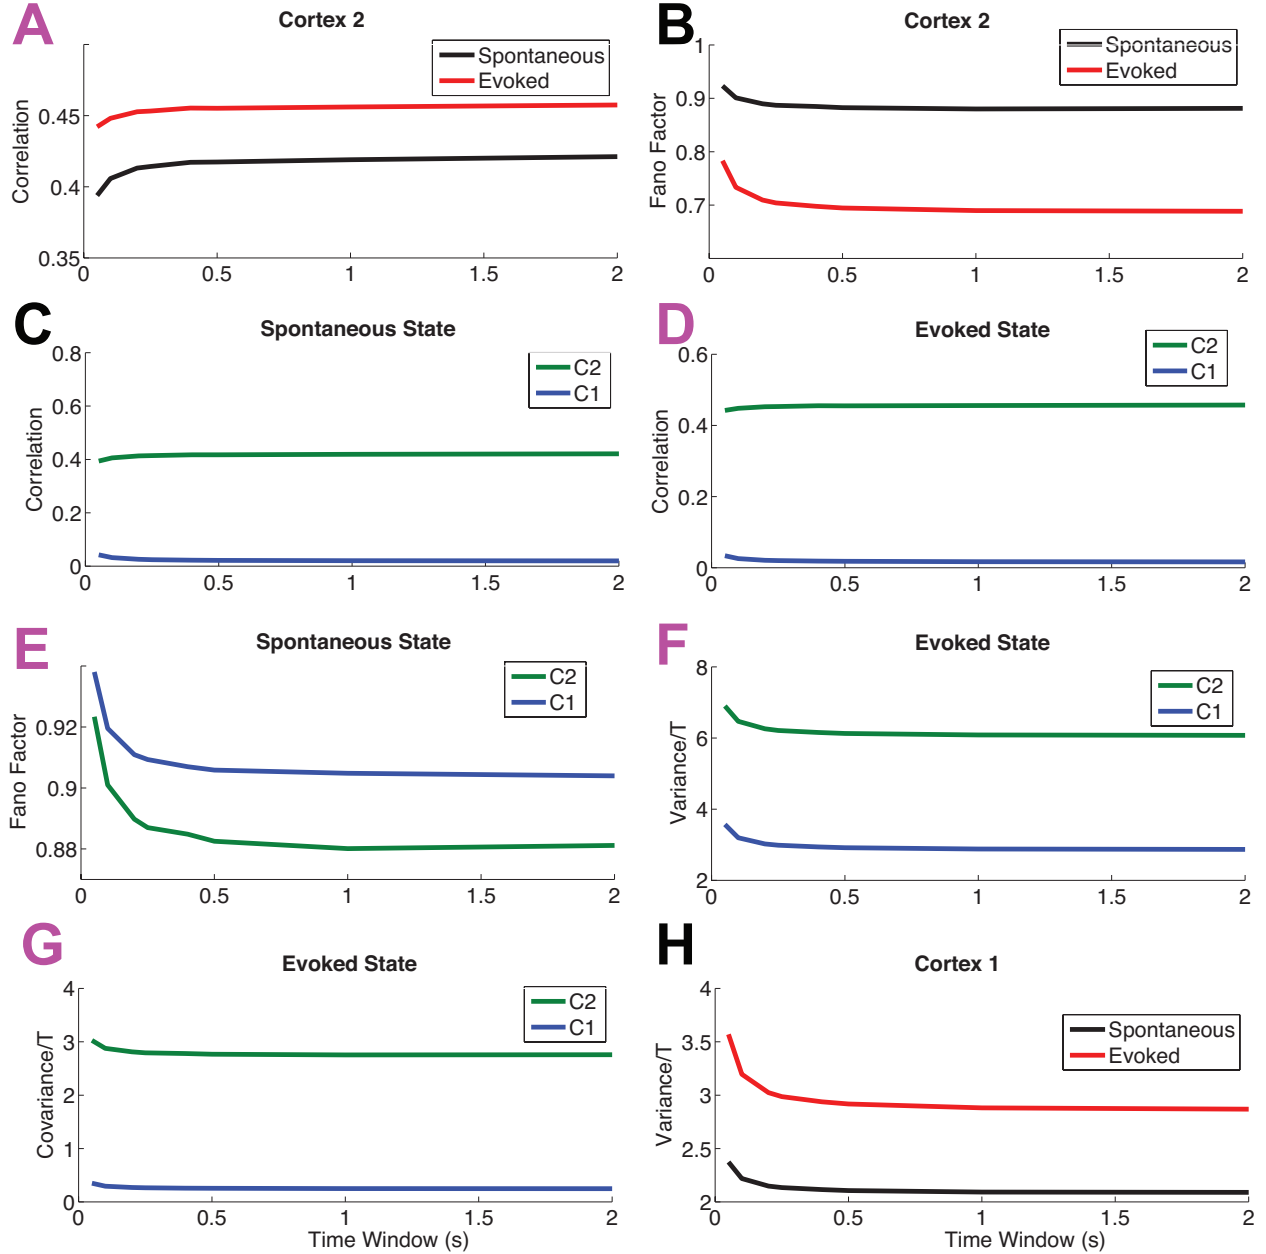 A
Cortex 2
Spontaneous
Evoked
Correlation
0.45
0.4
0.35
0 0.5 1 1.5 2
B
Cortex 2
Spontaneous
Evoked
Fano Factor
1
0.9
0.8
0.7
0 0.5 1 1.5 2
C
Spontaneous State
C2
C1
Correlation
0.8
0.6
0.4
0.2
0
0 0.5 1 1.5 2
D
Evoked State
C2
C1
Correlation
0.6
0.4
0.2
0
0 0.5 1 1.5 2
E
Spontaneous State
C2
C1
Fano Factor
0.92
0.9
0.88
0 0.5 1 1.5 2
F
Evoked State
C2
C1
Variance/T
8
6
4
2
0 0.5 1 1.5 2
G
Evoked State
C2
C1
Covariance/T
4
3
2
1
0
0 0.5 1 1.5 2
Time Window (s)
H
Cortex 1
Spontaneous
Evoked
Variance/T
4
3.5
3
2.5
2
0 0.5 1 1.5 2
Time Window (s)